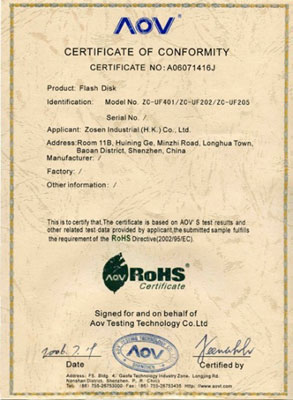 AOV
CERTIFICATE OF CONFORMITY
CERTIFICATE NO: A06071416J
Product: Flash Disk
Identification: Model No. ZC-UF401/ZC-UF202/ZC-UF205
Serial No. /
Applicant: Zosen Industrial(H.K.) Co., Ltd.
Address: Room 11B, Huining Ge, Minzhi Road, Longhua Town,
Baoan District, Shenzhen, China
Manufacturer: /
Factory: /
Other information: /
This is to certify that, The certificate is based on AOV' S test results and
other related test data provided by applicant, the submitted sample fulfills
the requirement of the RoHS Directive(2002/95/EC).
AOV RoHS
Certificate
Signed for and on behalf of
Aov Testing Technology Co.Ltd
AOV
Date
Certified by